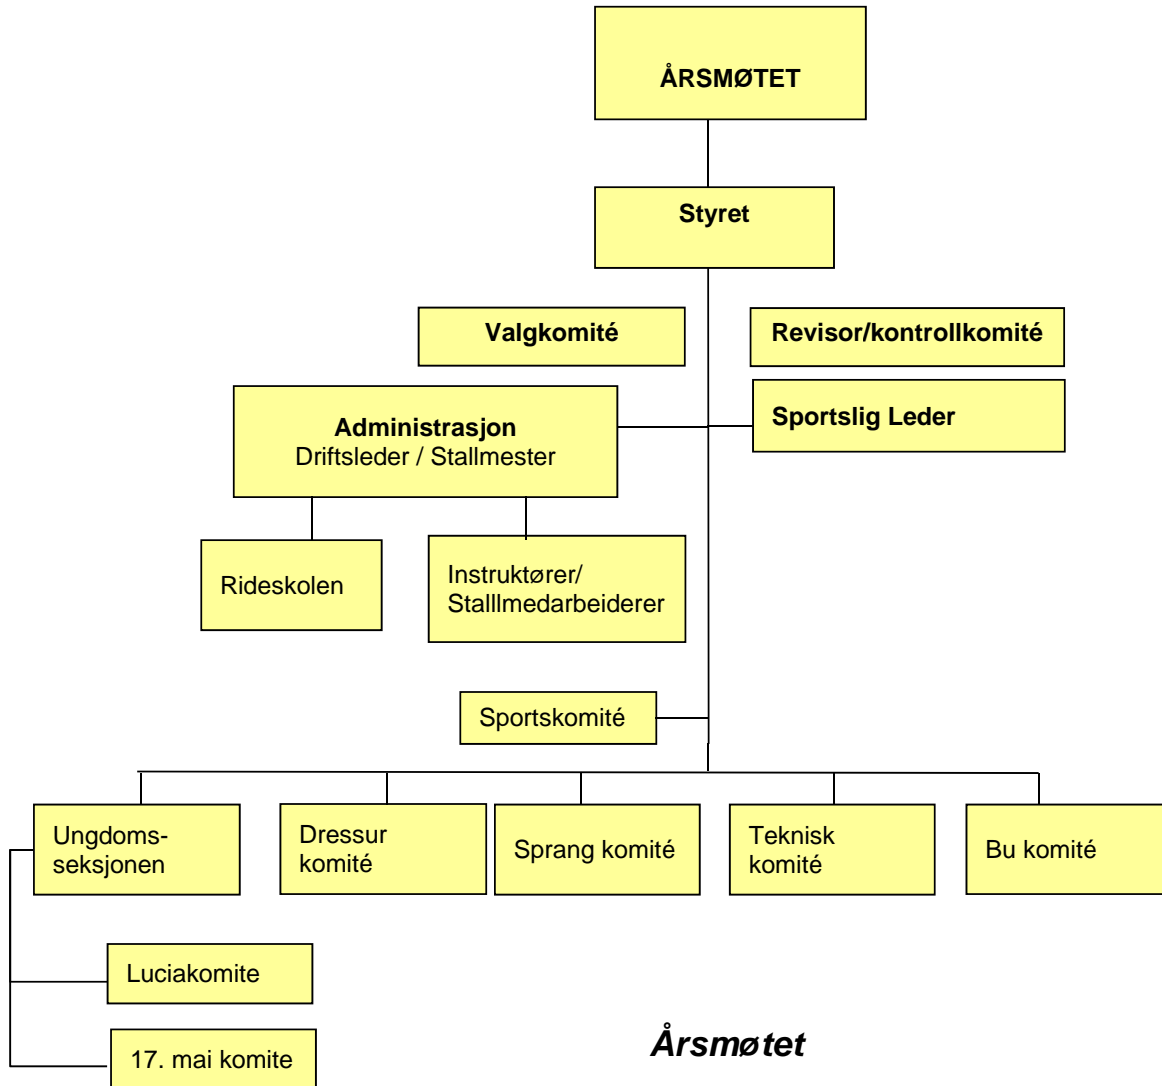 ÅRSMØTET
Styret
Valgkomité
Revisor/kontrollkomité
Administrasjon
Driftsleder / Stallmester
Sportslig Leder
Rideskolen
Instruktører/
Stalllmedarbeiderer
Sportskomité
Ungdoms-
seksjonen
Dressur
komité
Sprang komité
Teknisk
komité
Bu komité
Luciakomite
17. mai komite
Årsmøtet